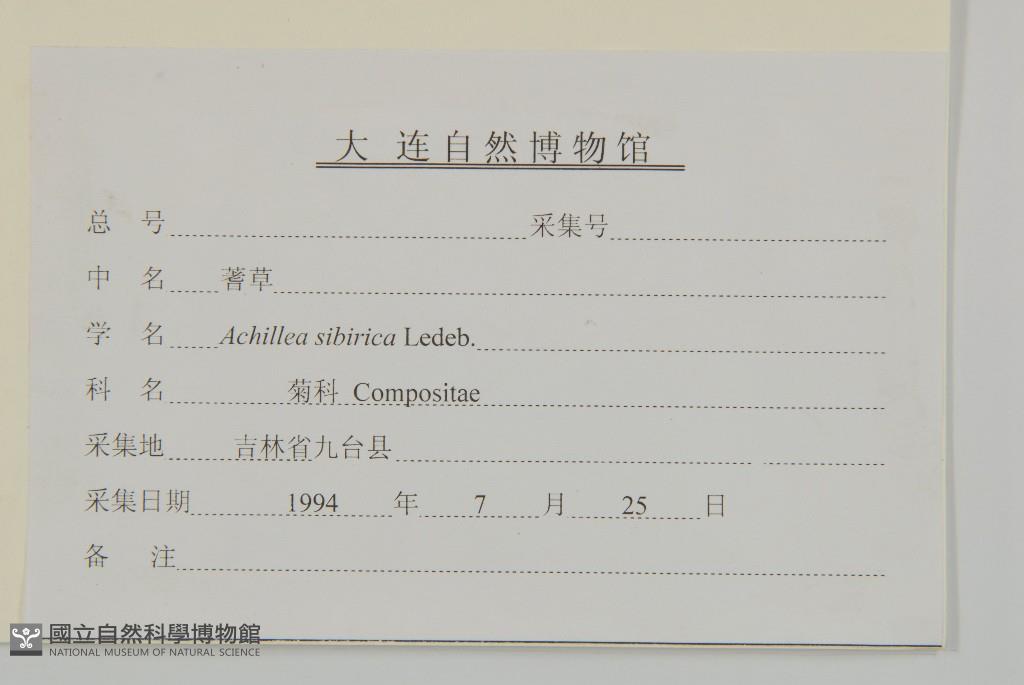 大连自然博物馆
总号 采集号
中名 蓍草
学名 Achillea sibirica Ledeb.
科名 菊科 Compositae
采集地 吉林省九台县
采集日期 1994 年 7 月 25 日
备注
國立自然科學博物館
NATIONAL MUSEUM OF NATURAL SCIENCE